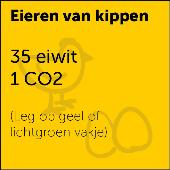 Eieren van kippen
35 eiwit
1 CO2
(Leg op geel of
lichtgroen vakje)